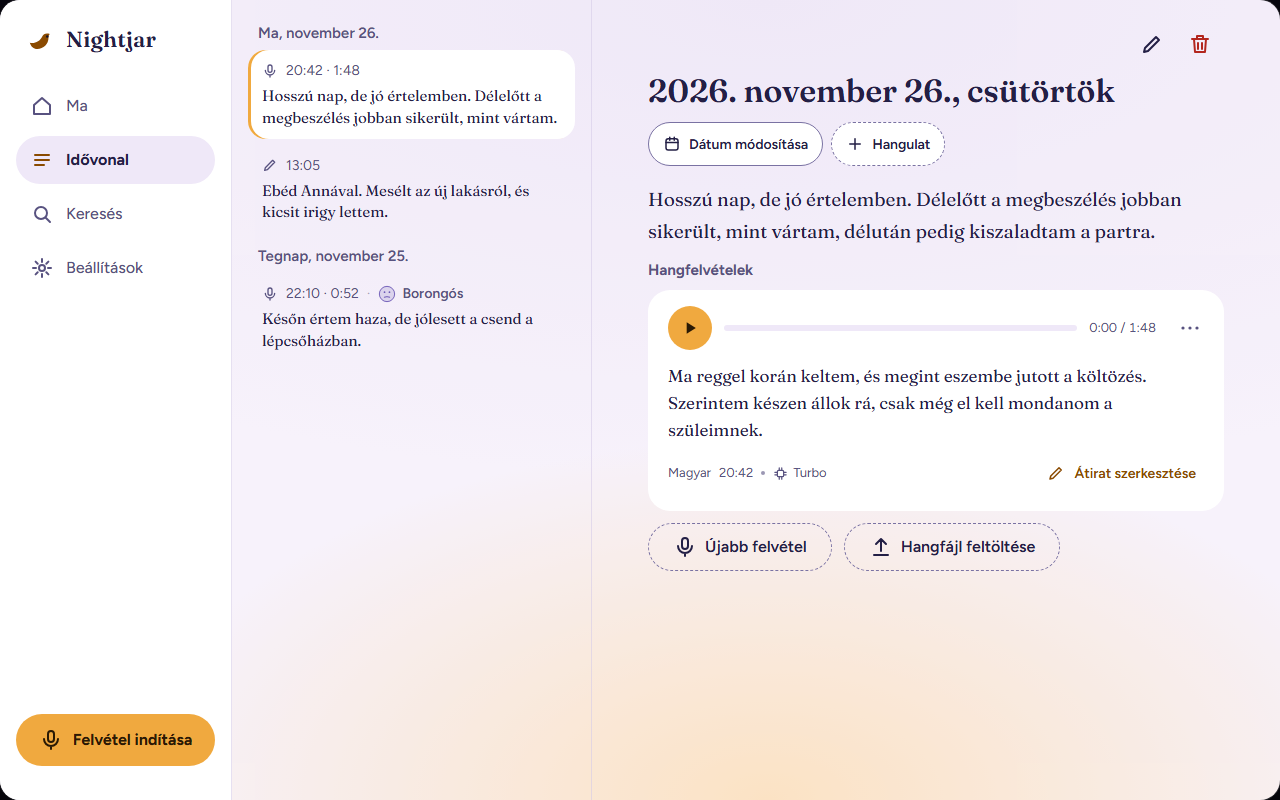 Nightjar
Ma
Idővonal
Keresés
Beállítások
Felvétel indítása
Ma, november 26.
20:42 · 1:48
Hosszú nap, de jó értelemben. Délelőtt a
megbeszélés jobban sikerült, mint vártam.
13:05
Ebéd Annával. Mesélt az új lakásról, és
kicsit irigy lettem.
Tegnap, november 25.
22:10 · 0:52 · Borongós
Későn értem haza, de jólesett a csend a
lépcsőházban.
2026. november 26., csütörtök
Dátum módosítása
Hangulat
Hosszú nap, de jó értelemben. Délelőtt a megbeszélés jobban
sikerült, mint vártam, délután pedig kiszaladtam a partra.
Hangfelvételek
0:00 / 1:48
Ma reggel korán keltem, és megint eszembe jutott a költözés.
Szerintem készen állok rá, csak még el kell mondanom a
szüleimnek.
Magyar 20:42 • Turbo
Átirat szerkesztése
Újabb felvétel
Hangfájl feltöltése